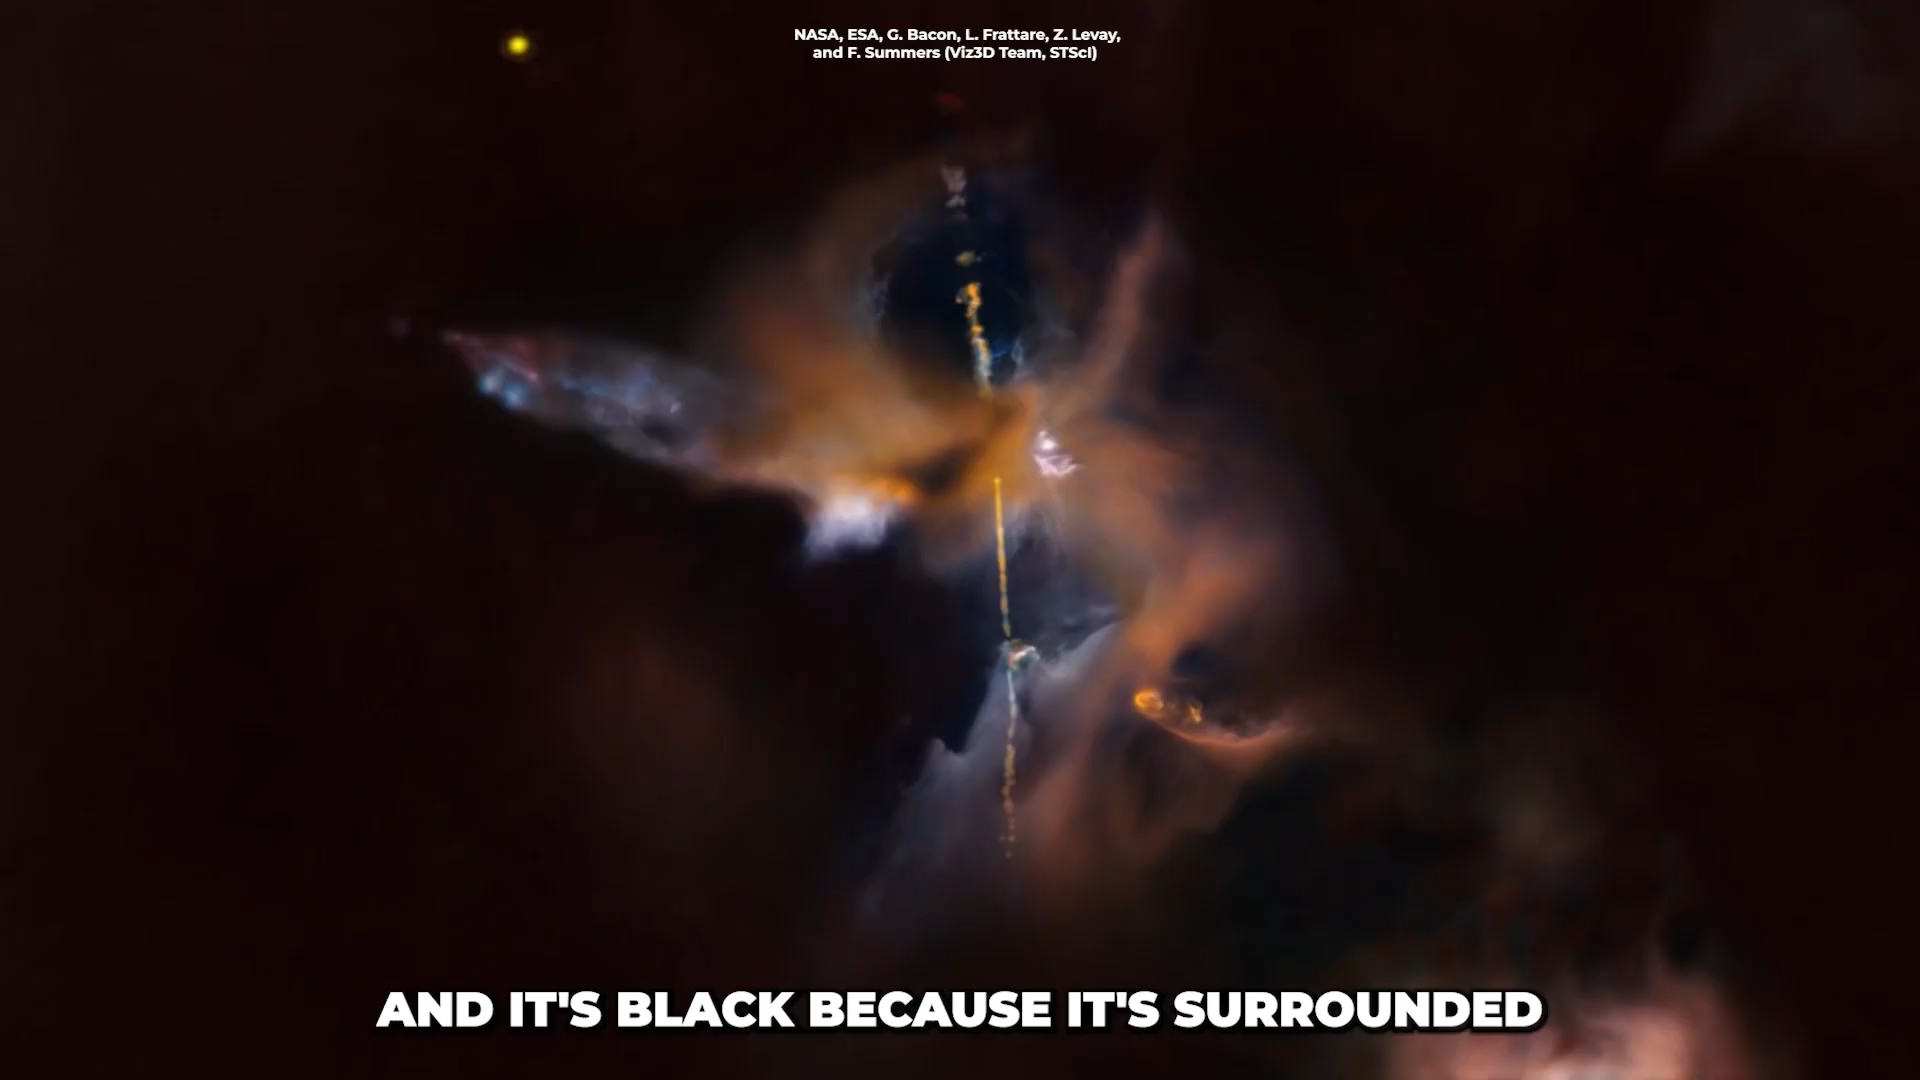 NASA, ESA, G. Bacon, L. Frattare, Z. Levay,
and F. Summers (Viz3D Team, STScI)
AND IT'S BLACK BECAUSE IT'S SURROUNDED